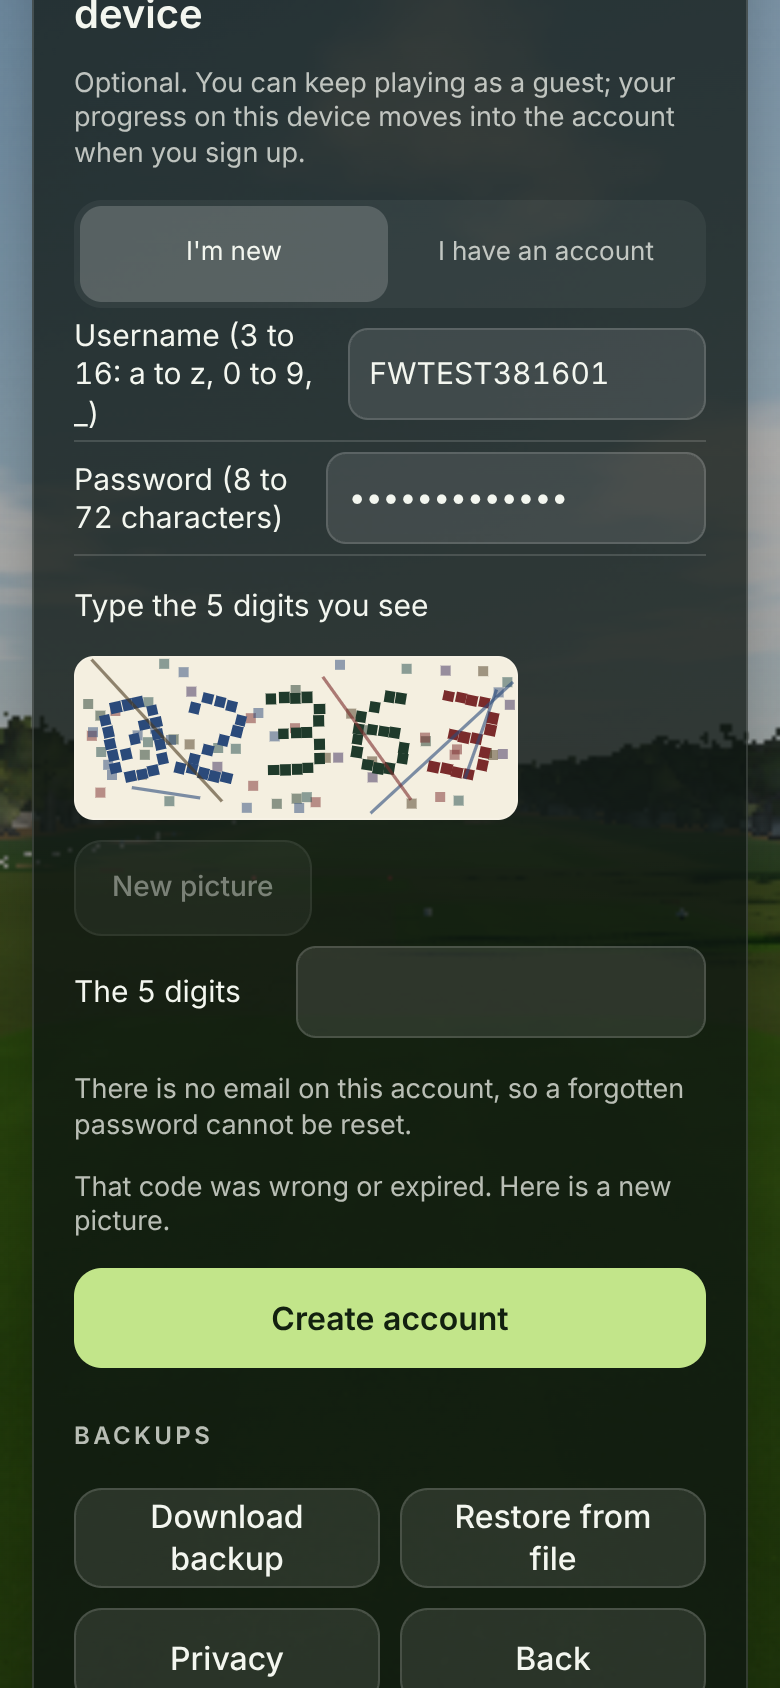 device
Optional. You can keep playing as a guest; your
progress on this device moves into the account
when you sign up.
I'm new
I have an account
Username (3 to
16: a to z, 0 to 9,
_)
FWTEST381601
Password (8 to
72 characters)
•••••••••••••
Type the 5 digits you see
New picture
The 5 digits
There is no email on this account, so a forgotten
password cannot be reset.
That code was wrong or expired. Here is a new
picture.
Create account
BACKUPS
Download
backup
Restore from
file
Privacy
Back